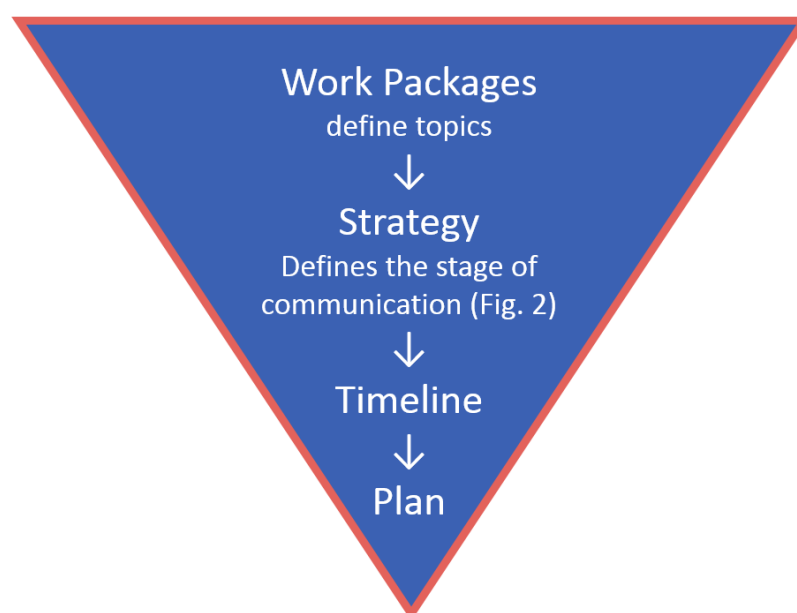 Work Packages
define topics
↓
Strategy
Defines the stage of
communication (Fig. 2)
↓
Timeline
↓
Plan